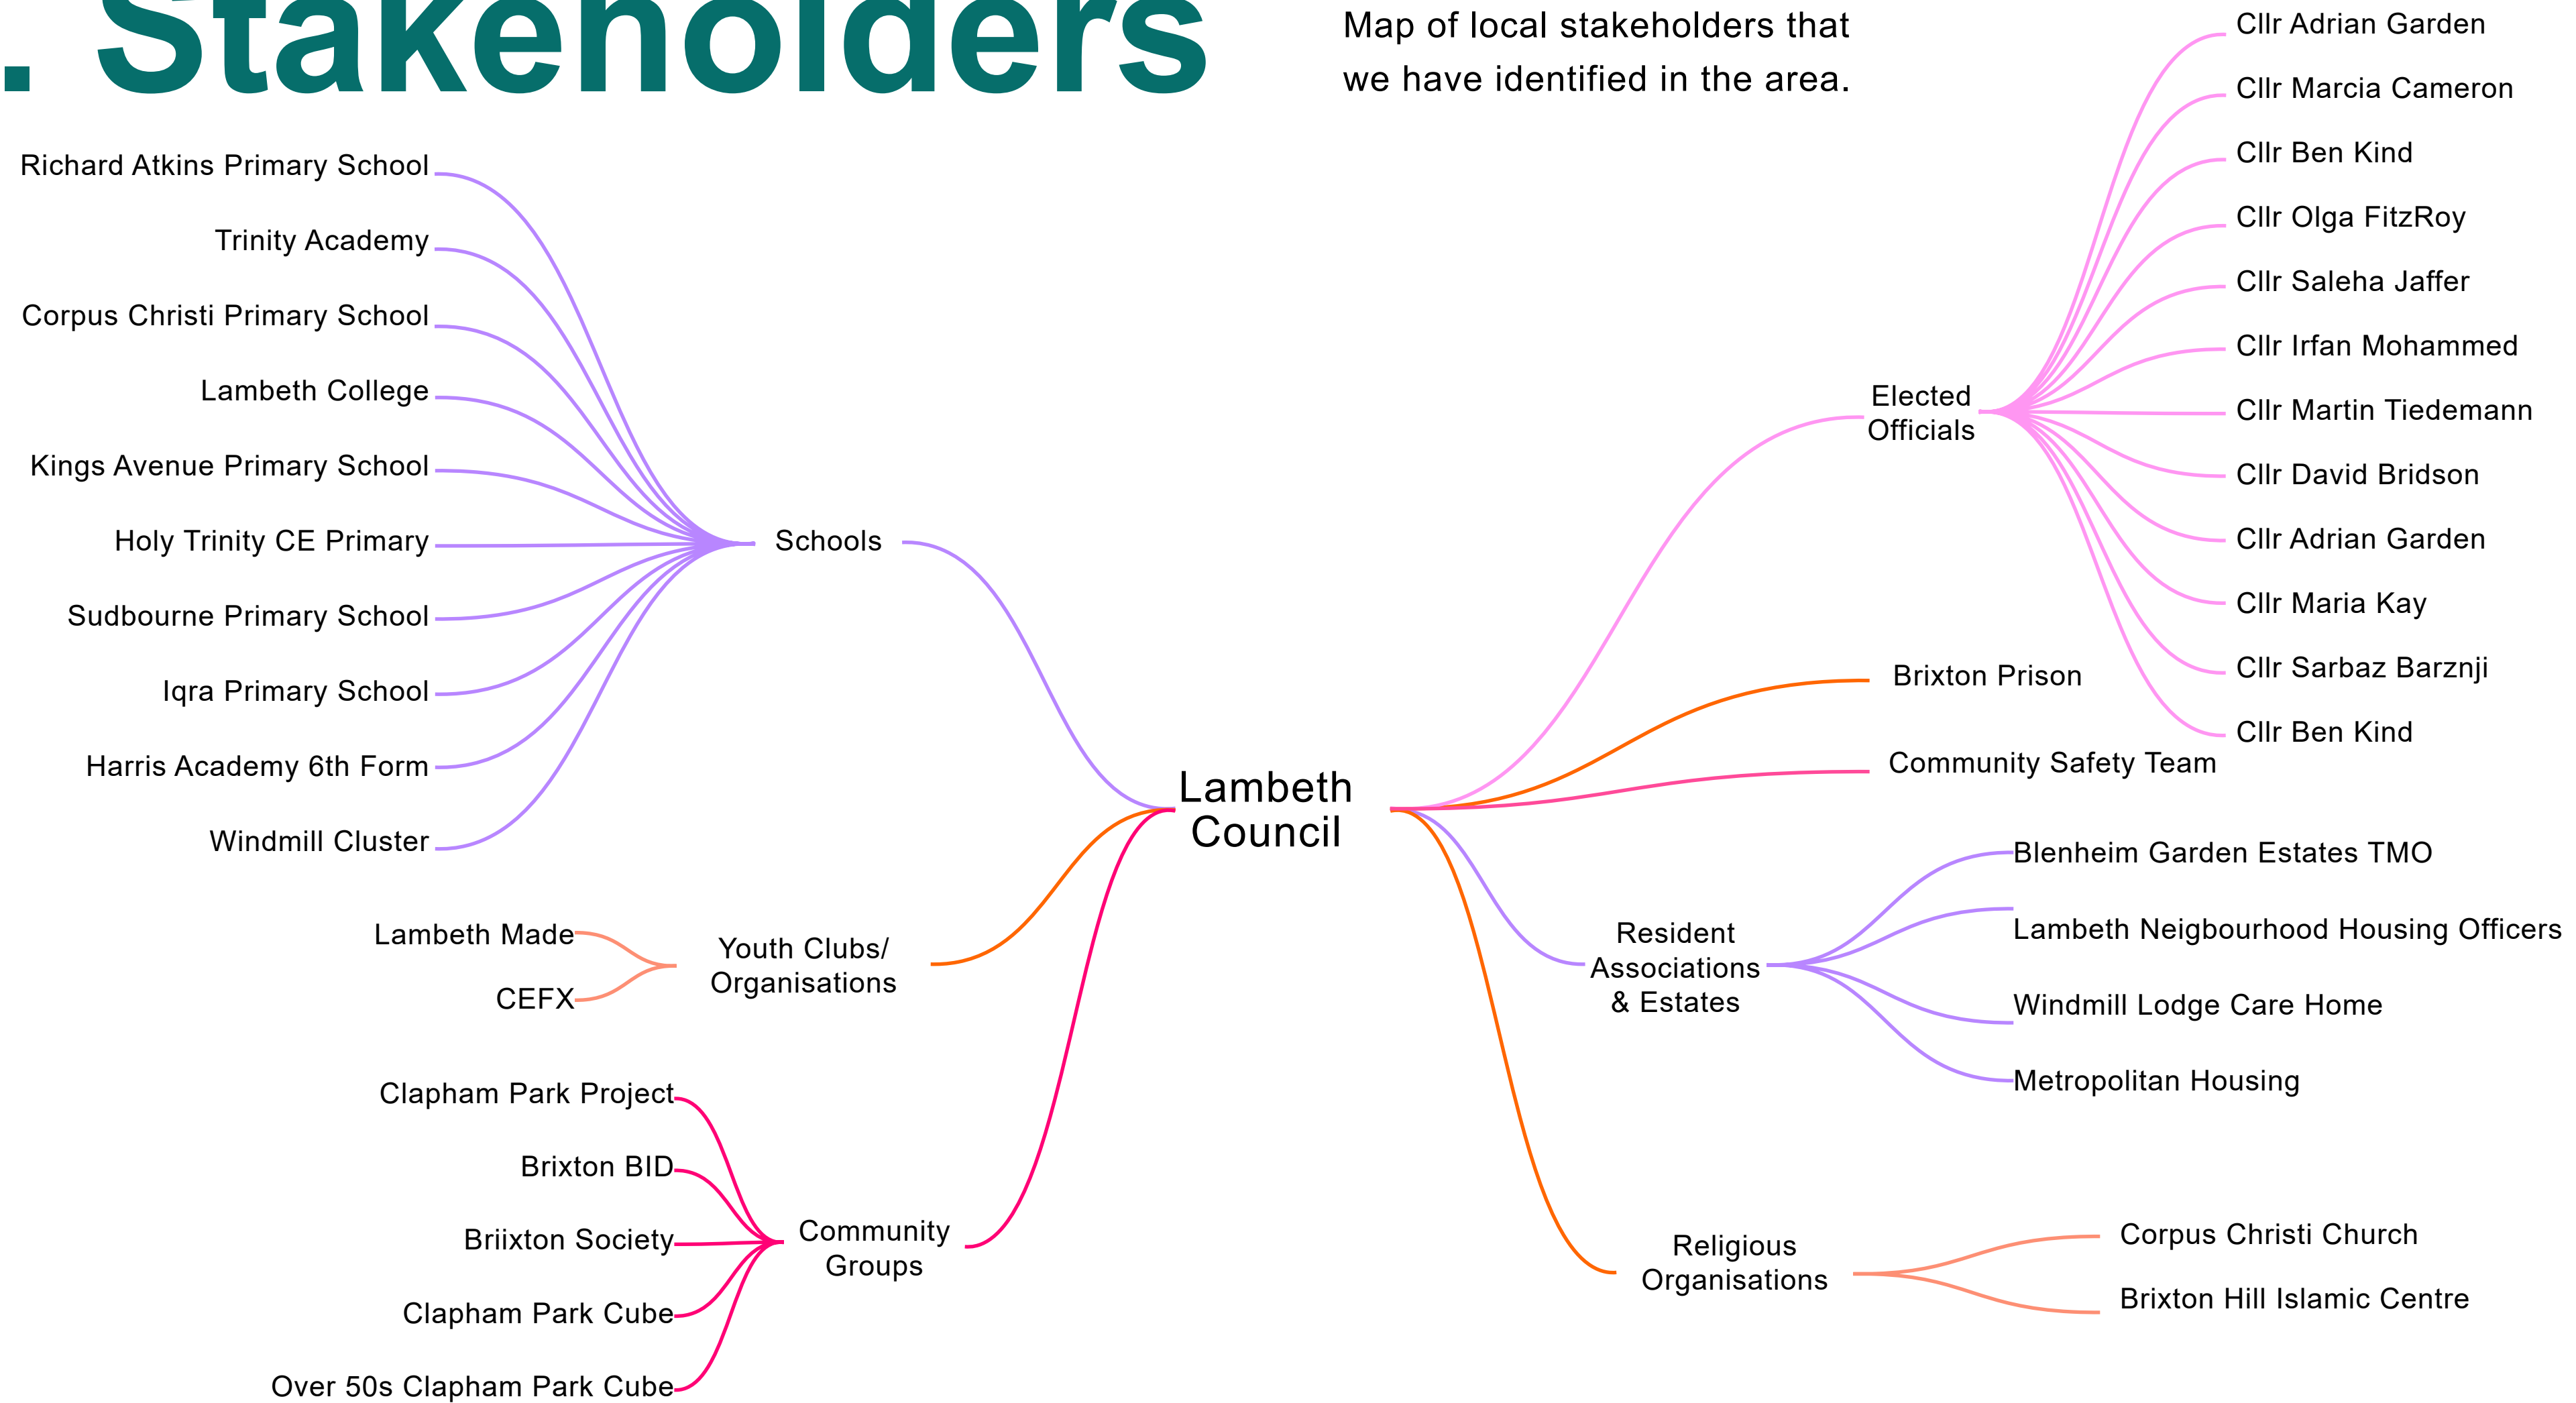 . Stakeholders
Map of local stakeholders that
we have identified in the area.
Richard Atkins Primary School
Trinity Academy
Corpus Christi Primary School
Lambeth College
Kings Avenue Primary School
Holy Trinity CE Primary
Sudbourne Primary School
Iqra Primary School
Harris Academy 6th Form
Windmill Cluster
Schools
Lambeth Made
CEFX
Youth Clubs/
Organisations
Clapham Park Project
Brixton BID
Briixton Society
Clapham Park Cube
Over 50s Clapham Park Cube
Community
Groups
Lambeth
Council
Elected
Officials
Cllr Adrian Garden
Cllr Marcia Cameron
Cllr Ben Kind
Cllr Olga FitzRoy
Cllr Saleha Jaffer
Cllr Irfan Mohammed
Cllr Martin Tiedemann
Cllr David Bridson
Cllr Adrian Garden
Cllr Maria Kay
Cllr Sarbaz Barznji
Cllr Ben Kind
Brixton Prison
Community Safety Team
Resident
Associations
& Estates
Blenheim Garden Estates TMO
Lambeth Neigbourhood Housing Officers
Windmill Lodge Care Home
Metropolitan Housing
Religious
Organisations
Corpus Christi Church
Brixton Hill Islamic Centre